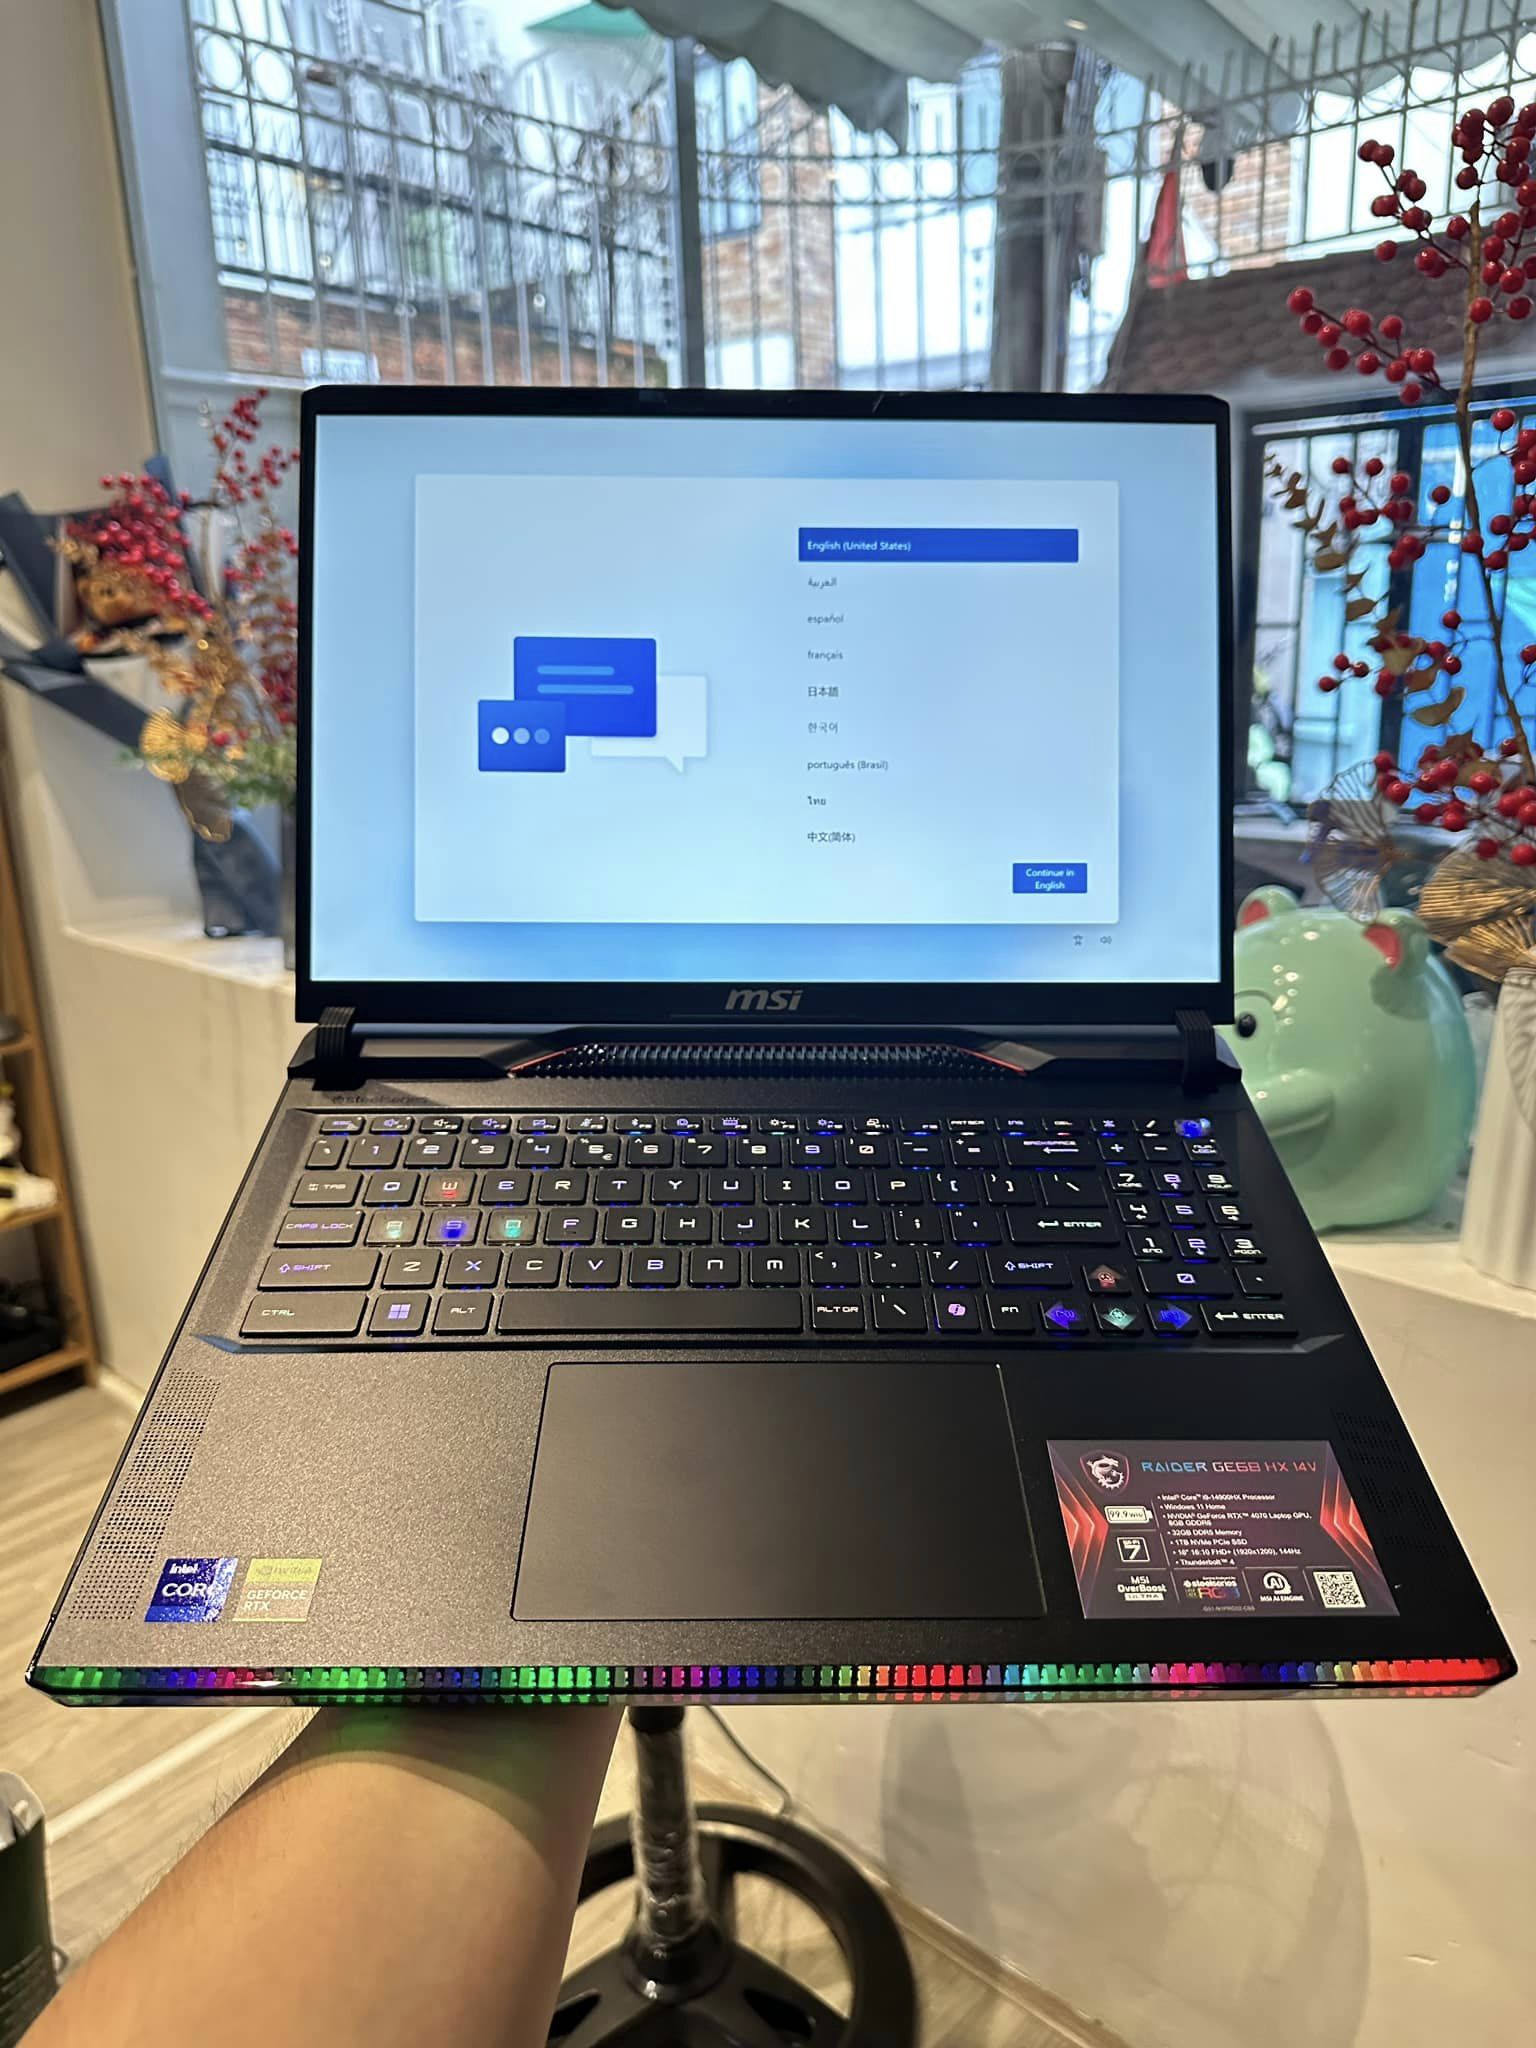 English (United States)
العربية
español
français
日本語
한국어
português (Brasil)
ไทย
中文(简体)
Continue in
English
msi
steelseries
1 2 3 4 5 € 6 7 8 9 0 - = BACKSPACE + -
TAB Q W E R T Y U I O P [ ] \ 7 HOME 8 9 PGUP
CAPS LOCK A S D F G H J K L ; ' ENTER 4 5 6
SHIFT Z X C V B N M < , > . ? / SHIFT 1 END 2 3 PGDN
CTRL ALT ALT GR \ FN 0 . ENTER
RAIDER GE68 HX 14V
• Intel® Core™ i9-14900HX Processor
• Windows 11 Home
• NVIDIA® GeForce RTX™ 4070 Laptop GPU,
8GB GDDR6
• 32GB DDR5 Memory
• 1TB NVMe PCIe SSD
• 16" 16:10 FHD+ (1920x1200), 144Hz
• Thunderbolt™ 4
99.9WHr
Wi-Fi
7
MSI
OverBoost
ULTRA
steelseries
AI
MSI AI ENGINE
intel
CORE
NVIDIA
GEFORCE
RTX